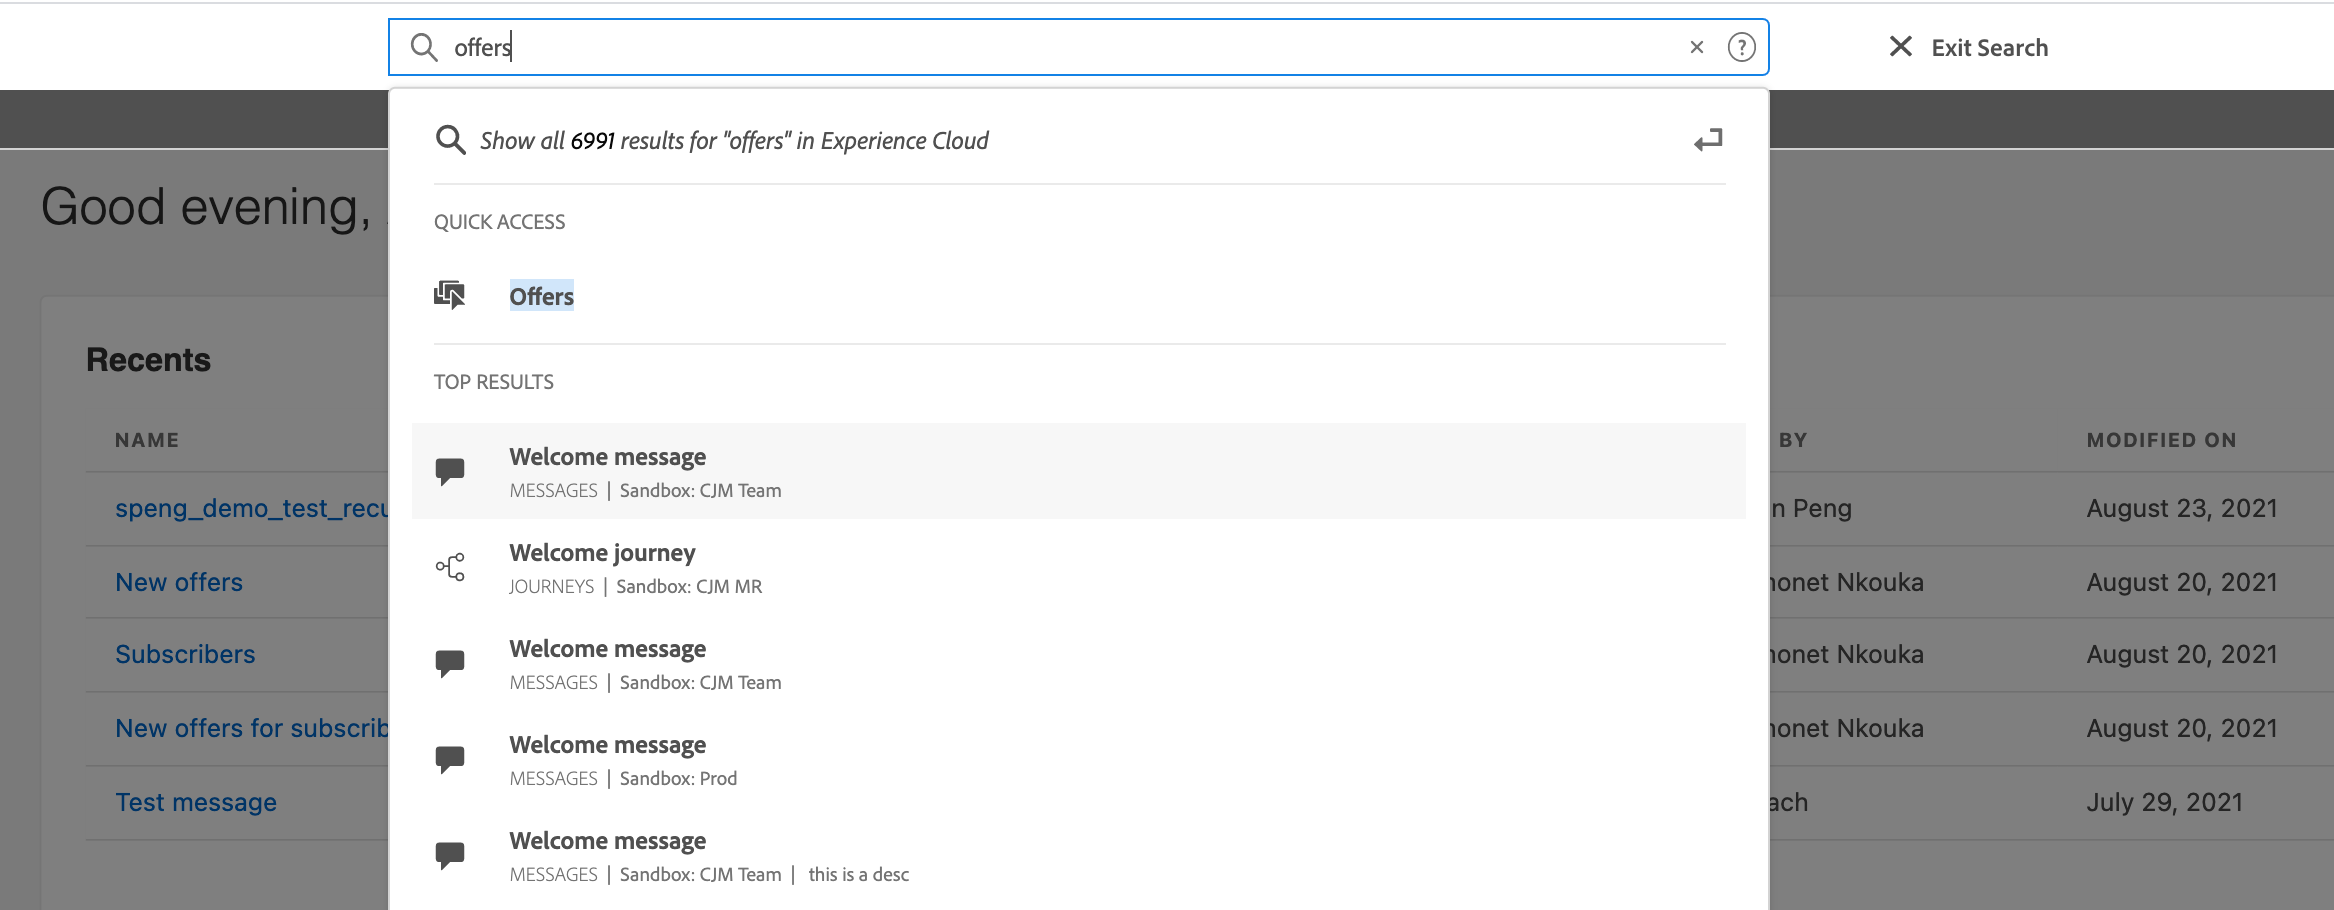 offers
Exit Search
Show all 6991 results for "offers" in Experience Cloud
Good evening,
QUICK ACCESS
Offers
Recents
TOP RESULTS
NAME
BY
MODIFIED ON
Welcome message
MESSAGES | Sandbox: CJM Team
speng_demo_test_recu
n Peng
August 23, 2021
Welcome journey
JOURNEYS | Sandbox: CJM MR
New offers
onet Nkouka
August 20, 2021
Welcome message
MESSAGES | Sandbox: CJM Team
Subscribers
onet Nkouka
August 20, 2021
Welcome message
MESSAGES | Sandbox: Prod
New offers for subscrib
onet Nkouka
August 20, 2021
Test message
ach
July 29, 2021
Welcome message
MESSAGES | Sandbox: CJM Team | this is a desc